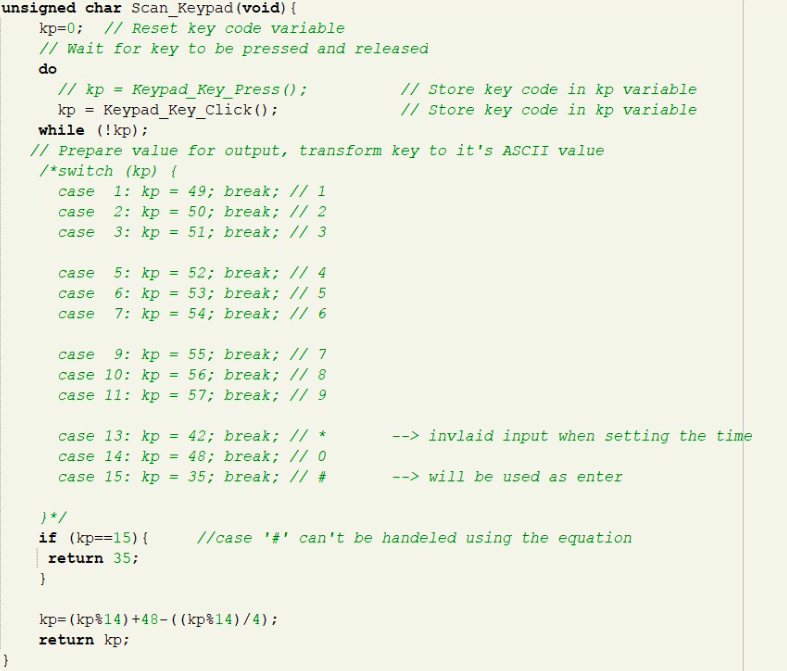 unsigned char Scan_Keypad(void){
kp=0; // Reset key code variable
// Wait for key to be pressed and released
do
// kp = Keypad_Key_Press(); // Store key code in kp variable
kp = Keypad_Key_Click(); // Store key code in kp variable
while (!kp);
// Prepare value for output, transform key to it's ASCII value
/*switch (kp) {
case 1: kp = 49; break; // 1
case 2: kp = 50; break; // 2
case 3: kp = 51; break; // 3
case 5: kp = 52; break; // 4
case 6: kp = 53; break; // 5
case 7: kp = 54; break; // 6
case 9: kp = 55; break; // 7
case 10: kp = 56; break; // 8
case 11: kp = 57; break; // 9
case 13: kp = 42; break; // * --> invlaid input when setting the time
case 14: kp = 48; break; // 0
case 15: kp = 35; break; // # --> will be used as enter
}*/
if (kp==15){ //case '#' can't be handeled using the equation
return 35;
}
kp=(kp%14)+48-((kp%14)/4);
return kp;
}